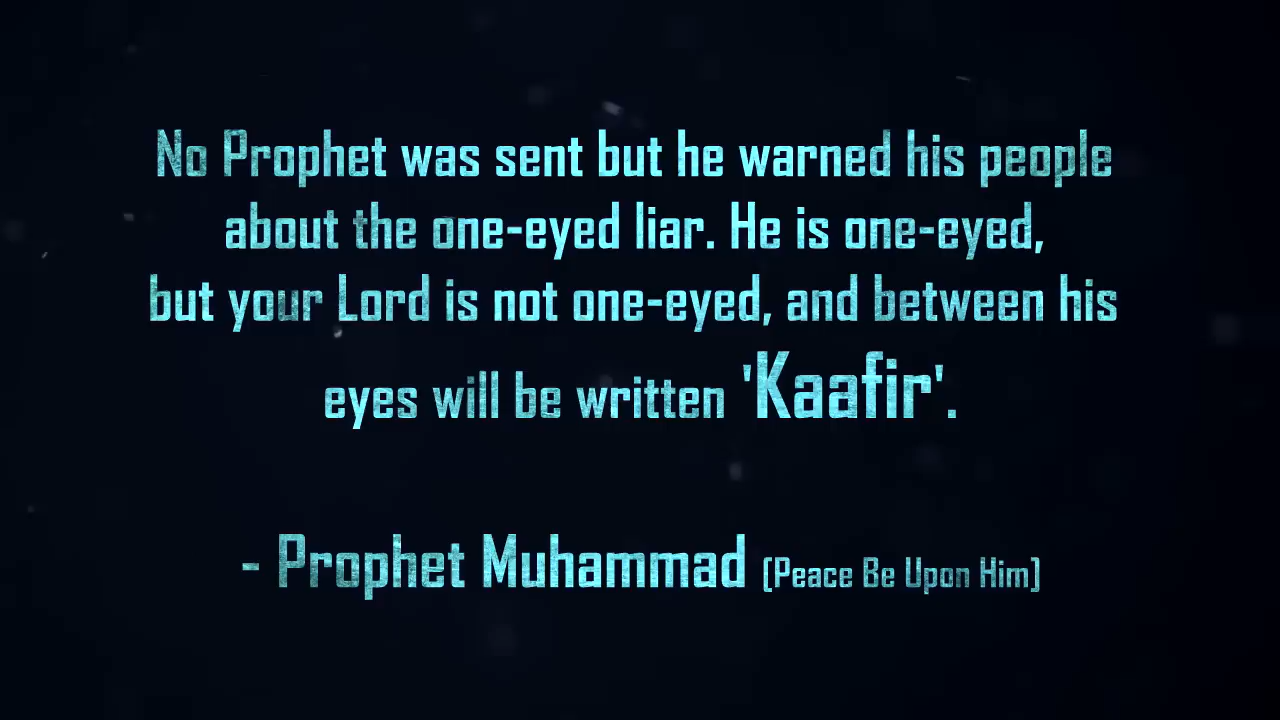 No Prophet was sent but he warned his people
about the one-eyed liar. He is one-eyed,
but your Lord is not one-eyed, and between his
eyes will be written 'Kaafir'.
- Prophet Muhammad (Peace Be Upon Him)